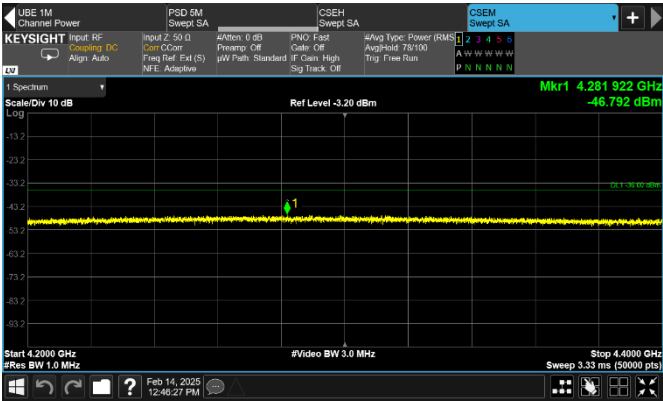 UBE 1M
Channel Power
PSD 5M
Swept SA
CSEH
Swept SA
CSEM
Swept SA
KEYSIGHT
Input: RF
Coupling: DC
Align: Auto
Input Z: 50 Ω
Corr CCorr
Freq Ref: Ext (S)
NFE: Adaptive
#Atten: 0 dB
Preamp: Off
µW Path: Standard
PNO: Fast
Gate: Off
IF Gain: High
Sig Track: Off
#Avg Type: Power (RMS
Avg|Hold: 78/100
Trig: Free Run
1 2 3 4 5 6
A W W W W W
P N N N N N
LXI
1 Spectrum
Scale/Div 10 dB
Ref Level -3.20 dBm
Mkr1 4.281 922 GHz
-46.792 dBm
Log
-13.2
-23.2
-33.2
DL1 -36.00 dBm
-43.2
1
-53.2
-63.2
-73.2
-83.2
-93.2
Start 4.2000 GHz
#Video BW 3.0 MHz
Stop 4.4000 GHz
#Res BW 1.0 MHz
Sweep 3.33 ms (50000 pts)
?
Feb 14, 2025
12:46:27 PM